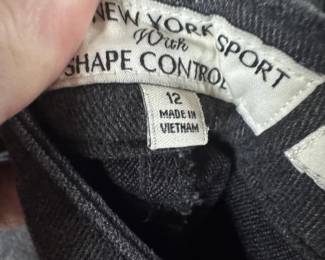 NEW YORK SPORT
With
SHAPE CONTROL
12
MADE IN
VIETNAM